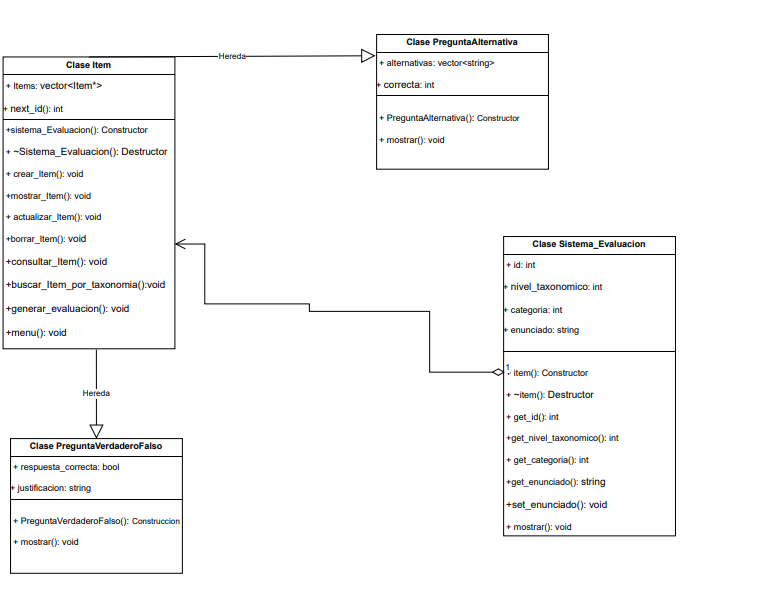 Hereda
Clase PreguntaAlternativa
+ alternativas: vector<string>
+ correcta: int
+ PreguntaAlternativa(): Constructor
+ mostrar(): void
Clase Item
+ Items: vector<Item*>
+ next_id(): int
+sistema_Evaluacion(): Constructor
+ ~Sistema_Evaluacion(): Destructor
+ crear_Item(): void
+mostrar_Item(): void
+ actualizar_Item(): void
+borrar_Item(): void
+consultar_Item(): void
+buscar_Item_por_taxonomia():void
+generar_evaluacion(): void
+menu(): void
Clase Sistema_Evaluacion
+ id: int
+ nivel_taxonomico: int
+ categoria: int
+ enunciado: string
1
item(): Constructor
+ ~item(): Destructor
+ get_id(): int
+get_nivel_taxonomico(): int
+ get_categoria(): int
+get_enunciado(): string
+set_enunciado(): void
+ mostrar(): void
Hereda
Clase PreguntaVerdaderoFalso
+ respuesta_correcta: bool
+ justificacion: string
+ PreguntaVerdaderoFalso(): Construccion
+ mostrar(): void